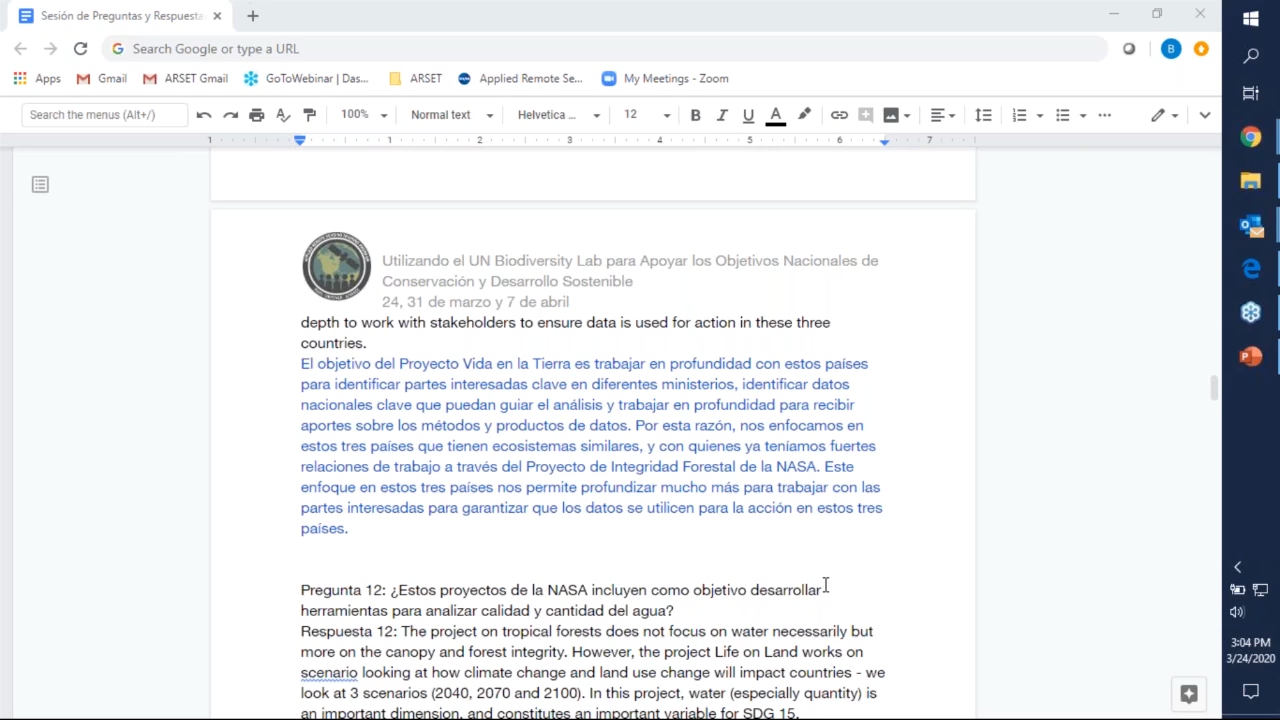 Sesión de Preguntas y Respuesta
Search Google or type a URL
B
Apps
Gmail
ARSET Gmail
GoToWebinar | Das...
ARSET
Applied Remote Se...
My Meetings - Zoom
Search the menus (Alt+/)
100%
Normal text
Helvetica ...
12
B I U A
1 1 2 3 4 5 6 7
Utilizando el UN Biodiversity Lab para Apoyar los Objetivos Nacionales de
Conservación y Desarrollo Sostenible
24, 31 de marzo y 7 de abril
depth to work with stakeholders to ensure data is used for action in these three
countries.
El objetivo del Proyecto Vida en la Tierra es trabajar en profundidad con estos países
para identificar partes interesadas clave en diferentes ministerios, identificar datos
nacionales clave que puedan guiar el análisis y trabajar en profundidad para recibir
aportes sobre los métodos y productos de datos. Por esta razón, nos enfocamos en
estos tres países que tienen ecosistemas similares, y con quienes ya teníamos fuertes
relaciones de trabajo a través del Proyecto de Integridad Forestal de la NASA. Este
enfoque en estos tres países nos permite profundizar mucho más para trabajar con las
partes interesadas para garantizar que los datos se utilicen para la acción en estos tres
países.
Pregunta 12: ¿Estos proyectos de la NASA incluyen como objetivo desarrollar
herramientas para analizar calidad y cantidad del agua?
Respuesta 12: The project on tropical forests does not focus on water necessarily but
more on the canopy and forest integrity. However, the project Life on Land works on
scenario looking at how climate change and land use change will impact countries - we
look at 3 scenarios (2040, 2070 and 2100). In this project, water (especially quantity) is
an important dimension, and constitutes an important variable for SDG 15.
3:04 PM
3/24/2020